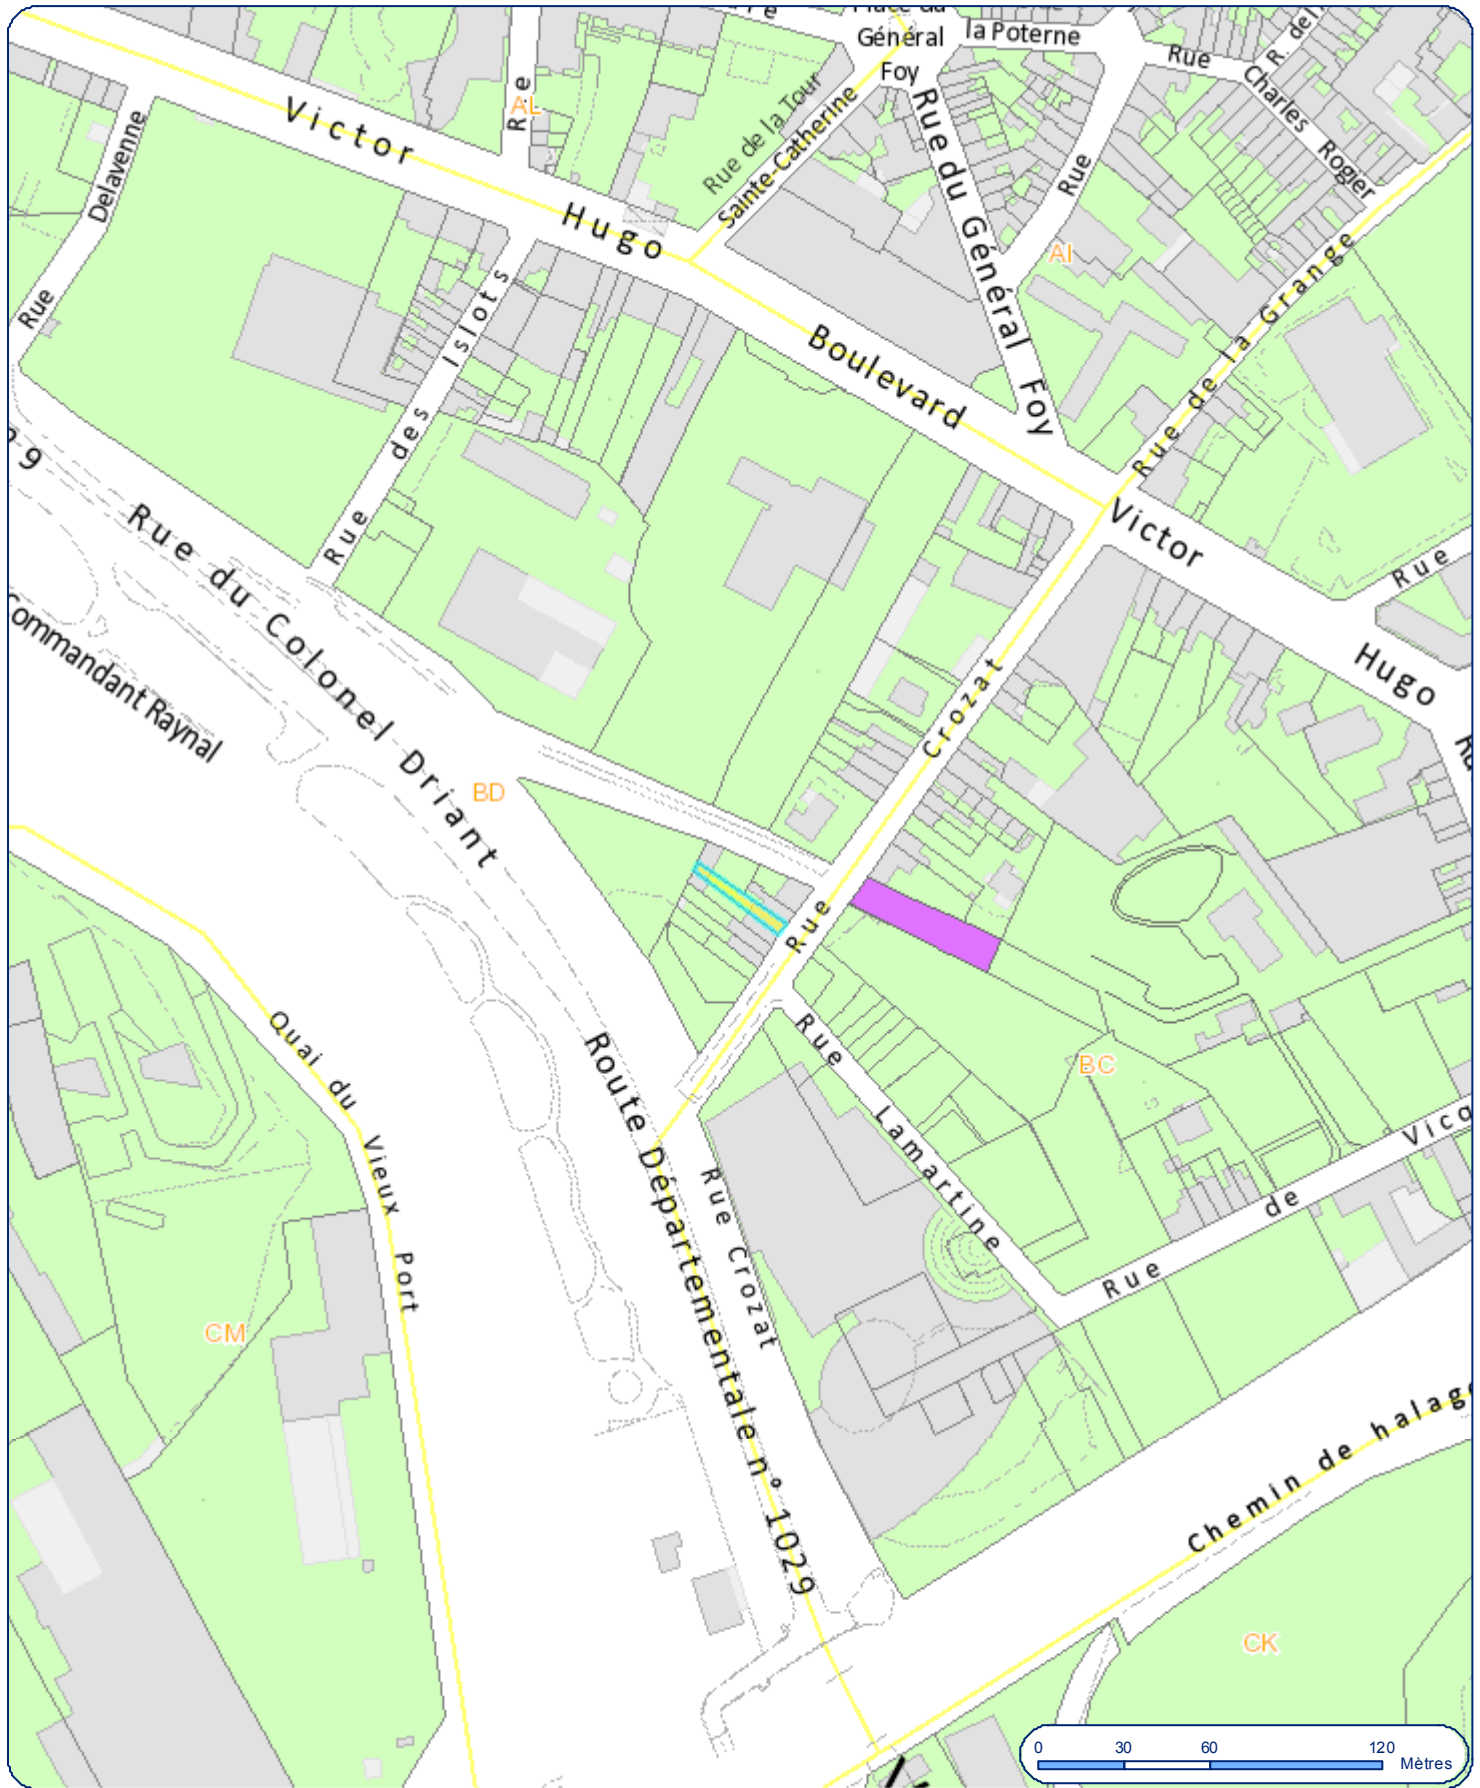 Place du
Général
Foy
la Poterne
Rue
R. de
Charles
Rogier
Rue
AL
Victor
Delavenne
Rue de la Tour
Sainte-Catherine
Rue du Général Foy
Rue
AI
Hugo
Rue
Rue des Islots
Boulevard
Rue de la Grange
Victor
Rue
Hugo
Rue du Colonel Driant
Commandant Raynal
BD
Rue Crozat
Quai du Vieux Port
Route Départementale n° 1029
Rue
Lamartine
BC
Rue de
Rue Crozat
CM
Chemin de halage
CK
0 30 60 120
Mètres